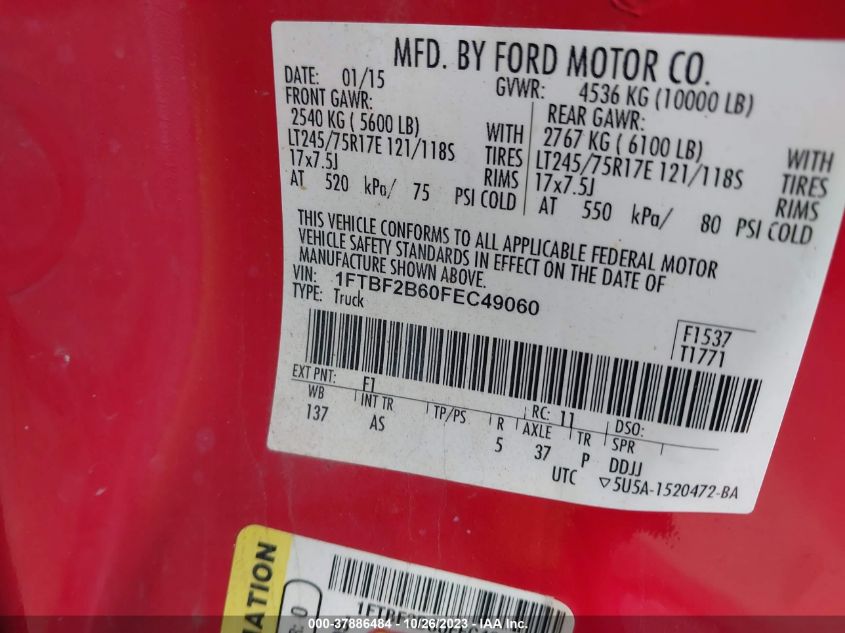 MFD. BY FORD MOTOR CO.
DATE: 01/15 GVWR: 4536 KG (10000 LB)
FRONT GAWR: REAR GAWR:
2540 KG ( 5600 LB) WITH 2767 KG ( 6100 LB) WITH
LT245/75R17E 121/118S TIRES LT245/75R17E 121/118S TIRES
17x7.5J RIMS 17x7.5J RIMS
AT 520 kPa/ 75 PSI COLD AT 550 kPa/ 80 PSI COLD
THIS VEHICLE CONFORMS TO ALL APPLICABLE FEDERAL MOTOR
VEHICLE SAFETY STANDARDS IN EFFECT ON THE DATE OF
MANUFACTURE SHOWN ABOVE.
VIN: 1FTBF2B60FEC49060
TYPE: Truck
F1537
T1771
EXT PNT: F1 RC: 11 DSO:
WB INT TR TP/PS R AXLE TR SPR
137 AS 5 37 P DDJJ
UTC ▽5U5A-1520472-BA
000-37886484 - 10/26/2023 - www.iaai.com